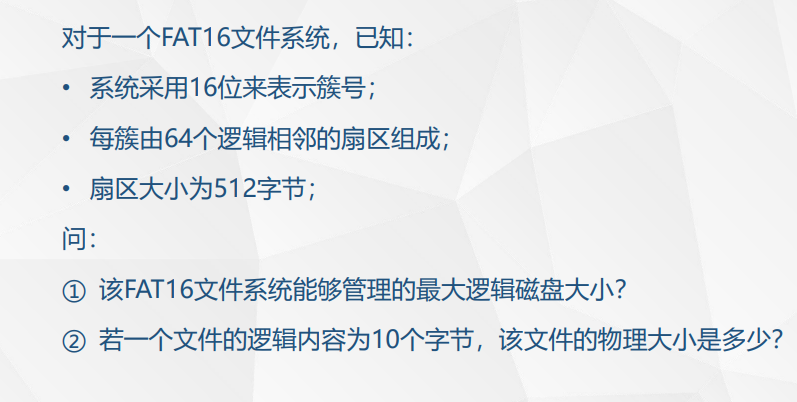 对于一个FAT16文件系统，已知：
• 系统采用16位来表示簇号；
• 每簇由64个逻辑相邻的扇区组成；
• 扇区大小为512字节；
问：
① 该FAT16文件系统能够管理的最大逻辑磁盘大小？
② 若一个文件的逻辑内容为10个字节，该文件的物理大小是多少？